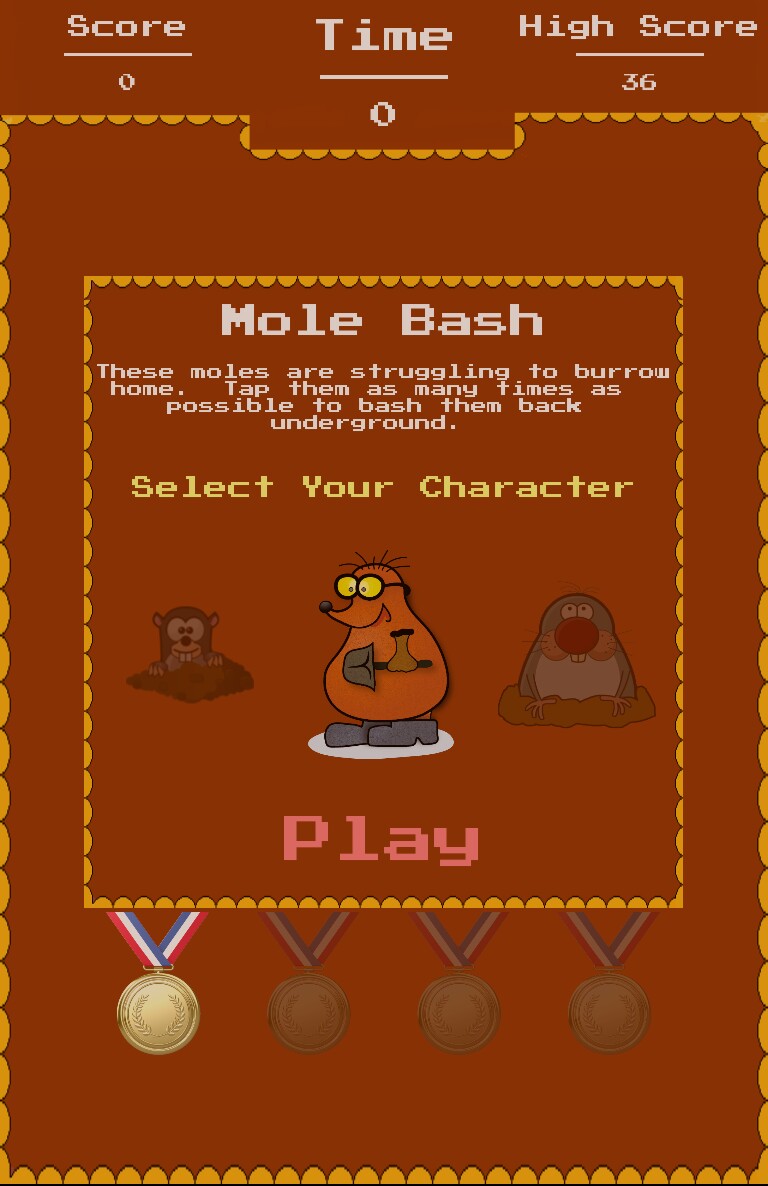 Score
Time
High Score
0
0
36
Mole Bash
These moles are struggling to burrow
home.  Tap them as many times as
possible to bash them back
underground.
Select Your Character
Play